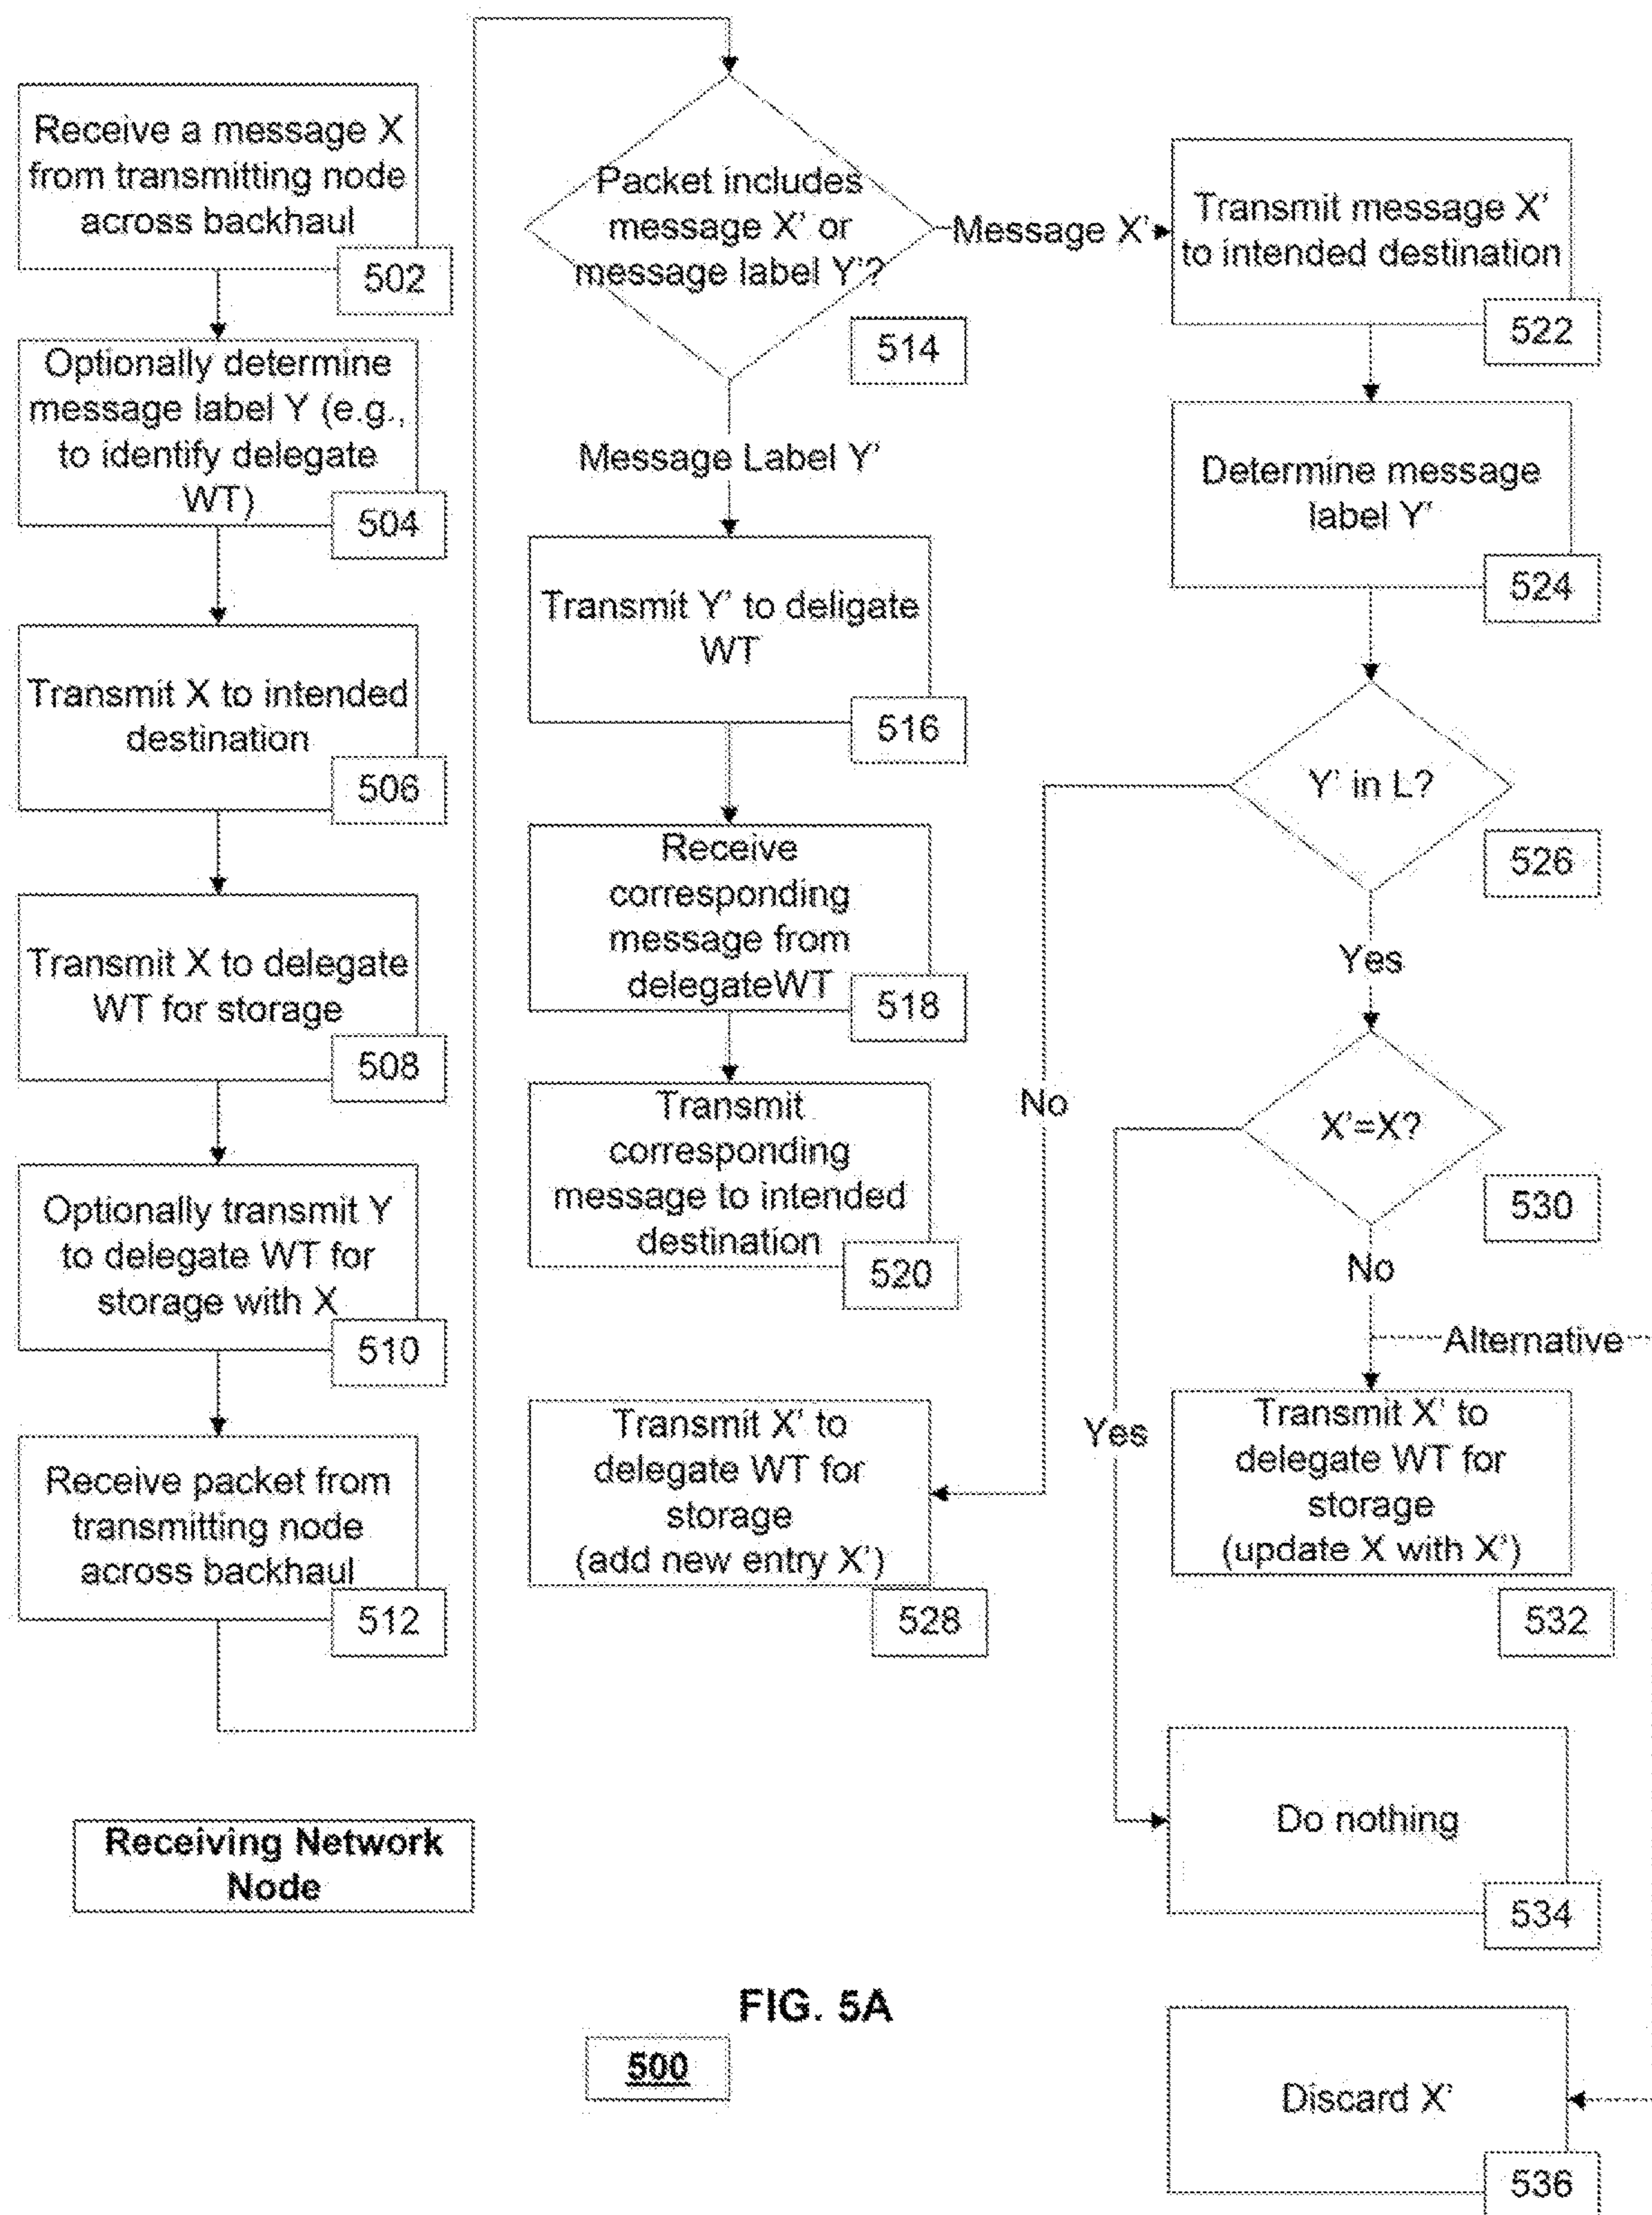 Receive a message X
from transmitting node
across backhaul
502
Optionally determine
message label Y (e.g.,
to identify delegate
WT)
504
Transmit X to intended
destination
506
Transmit X to delegate
WT for storage
508
Optionally transmit Y
to delegate WT for
storage with X
510
Receive packet from
transmitting node
across backhaul
512
Packet includes
message X' or
message label Y'?
514
Message Label Y'
Transmit Y' to deligate
WT
516
Receive
corresponding
message from
delegateWT
518
Transmit
corresponding
message to intended
destination
520
Message X'
Transmit message X'
to intended destination
522
Determine message
label Y'
524
Y' in L?
526
No
Transmit X' to
delegate WT for
storage
(add new entry X')
528
Yes
X'=X?
530
No
Alternative
Transmit X' to
delegate WT for
storage
(update X with X')
532
Yes
Do nothing
534
Discard X'
536
Receiving Network
Node
FIG. 5A
500